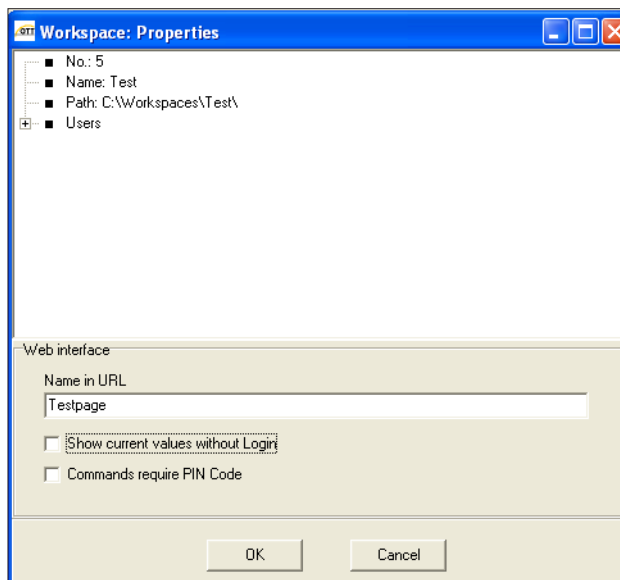 OTT Workspace: Properties
No.: 5
Name: Test
Path: C:\Workspaces\Test\
Users
Web interface
Name in URL
Testpage
Show current values without Login
Commands require PIN Code
OK Cancel